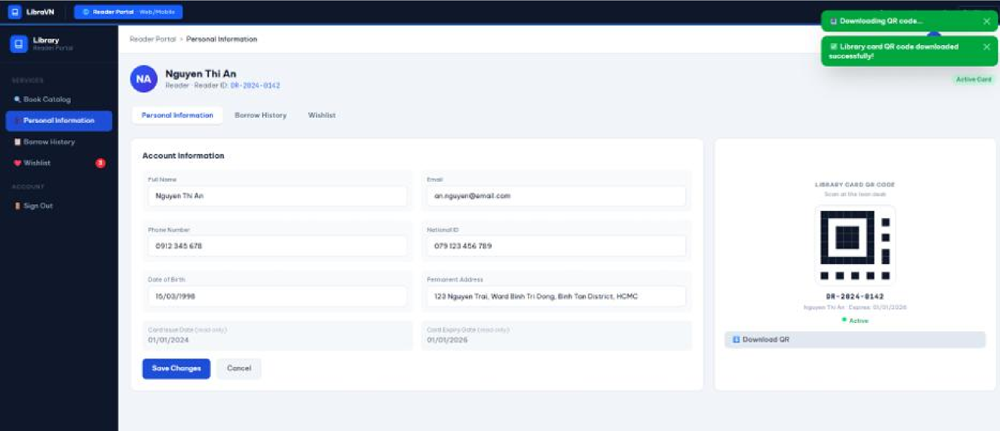 LibraVN
Reader Portal · Web/Mobile
Downloading QR code...
Library card QR code downloaded
successfully!
Library
Reader Portal
SERVICES
Book Catalog
Personal Information
Borrow History
Wishlist
3
ACCOUNT
Sign Out
Reader Portal › Personal Information
NA
Nguyen Thi An
Reader · Reader ID: DR-2024-0142
Active Card
Personal Information
Borrow History
Wishlist
Account Information
Full Name
Nguyen Thi An
Email
an.nguyen@email.com
Phone Number
0912 345 678
National ID
079 123 456 789
Date of Birth
15/03/1998
Permanent Address
123 Nguyen Trai, Ward Binh Tri Dong, Binh Tan District, HCMC
Card Issue Date (read-only)
01/01/2024
Card Expiry Date (read-only)
01/01/2026
Save Changes
Cancel
LIBRARY CARD QR CODE
Scan at the loan desk
DR-2024-0142
Nguyen Thi An · Expires: 01/01/2026
Active
Download QR